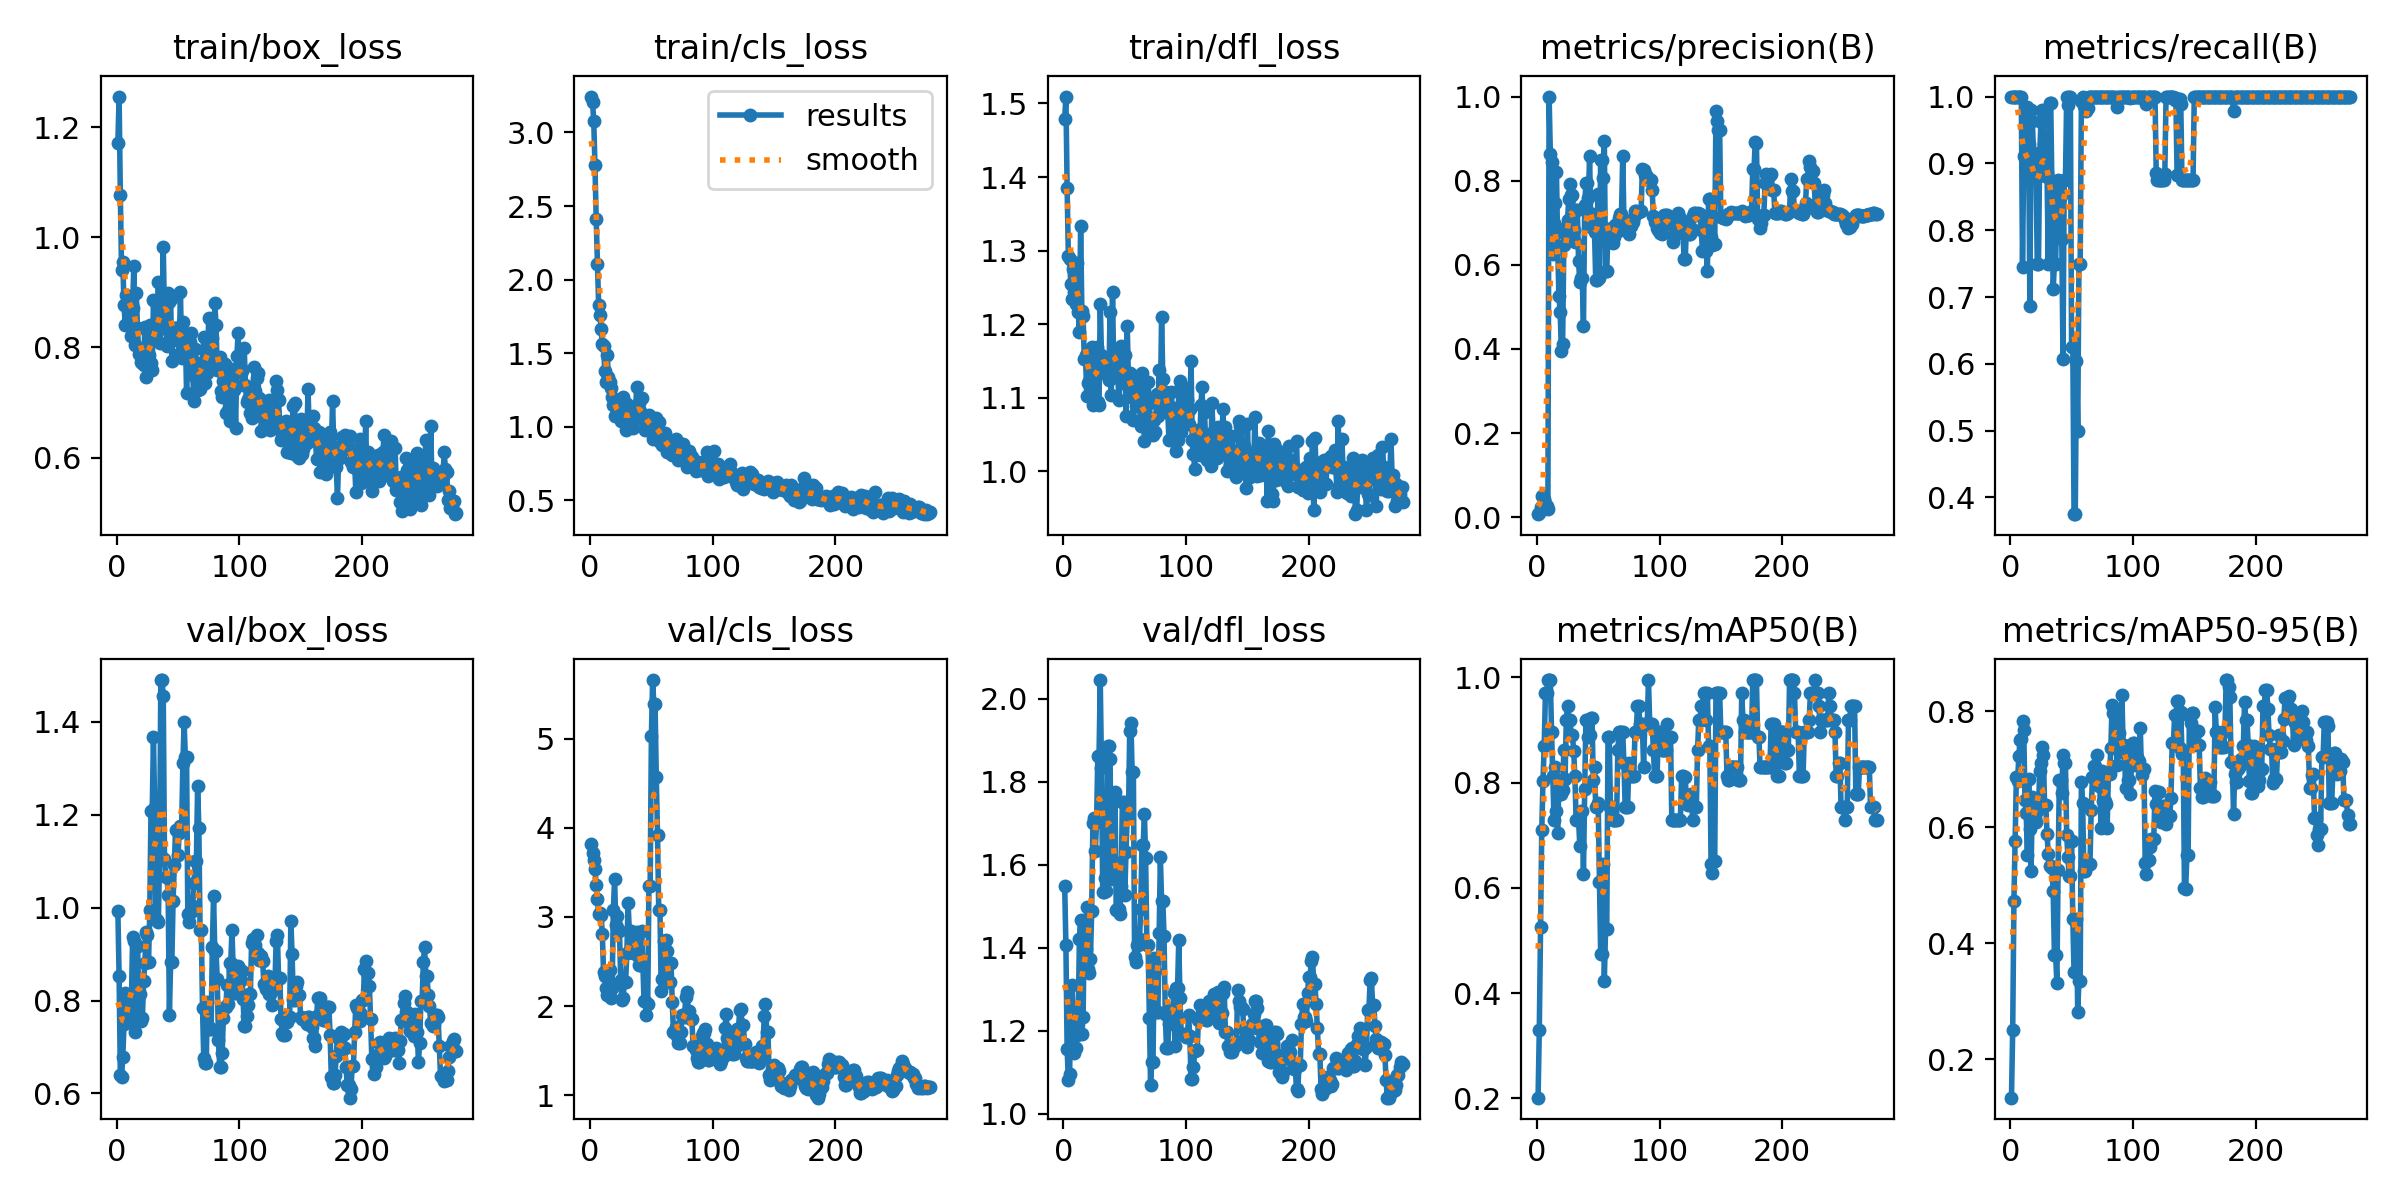 train/box_loss
1.2
1.0
0.8
0.6
0 100 200
train/cls_loss
results
smooth
3.0
2.5
2.0
1.5
1.0
0.5
0 100 200
train/dfl_loss
1.5
1.4
1.3
1.2
1.1
1.0
0 100 200
metrics/precision(B)
1.0
0.8
0.6
0.4
0.2
0.0
0 100 200
metrics/recall(B)
1.0
0.9
0.8
0.7
0.6
0.5
0.4
0 100 200
val/box_loss
1.4
1.2
1.0
0.8
0.6
0 100 200
val/cls_loss
5
4
3
2
1
0 100 200
val/dfl_loss
2.0
1.8
1.6
1.4
1.2
1.0
0 100 200
metrics/mAP50(B)
1.0
0.8
0.6
0.4
0.2
0 100 200
metrics/mAP50-95(B)
0.8
0.6
0.4
0.2
0 100 200